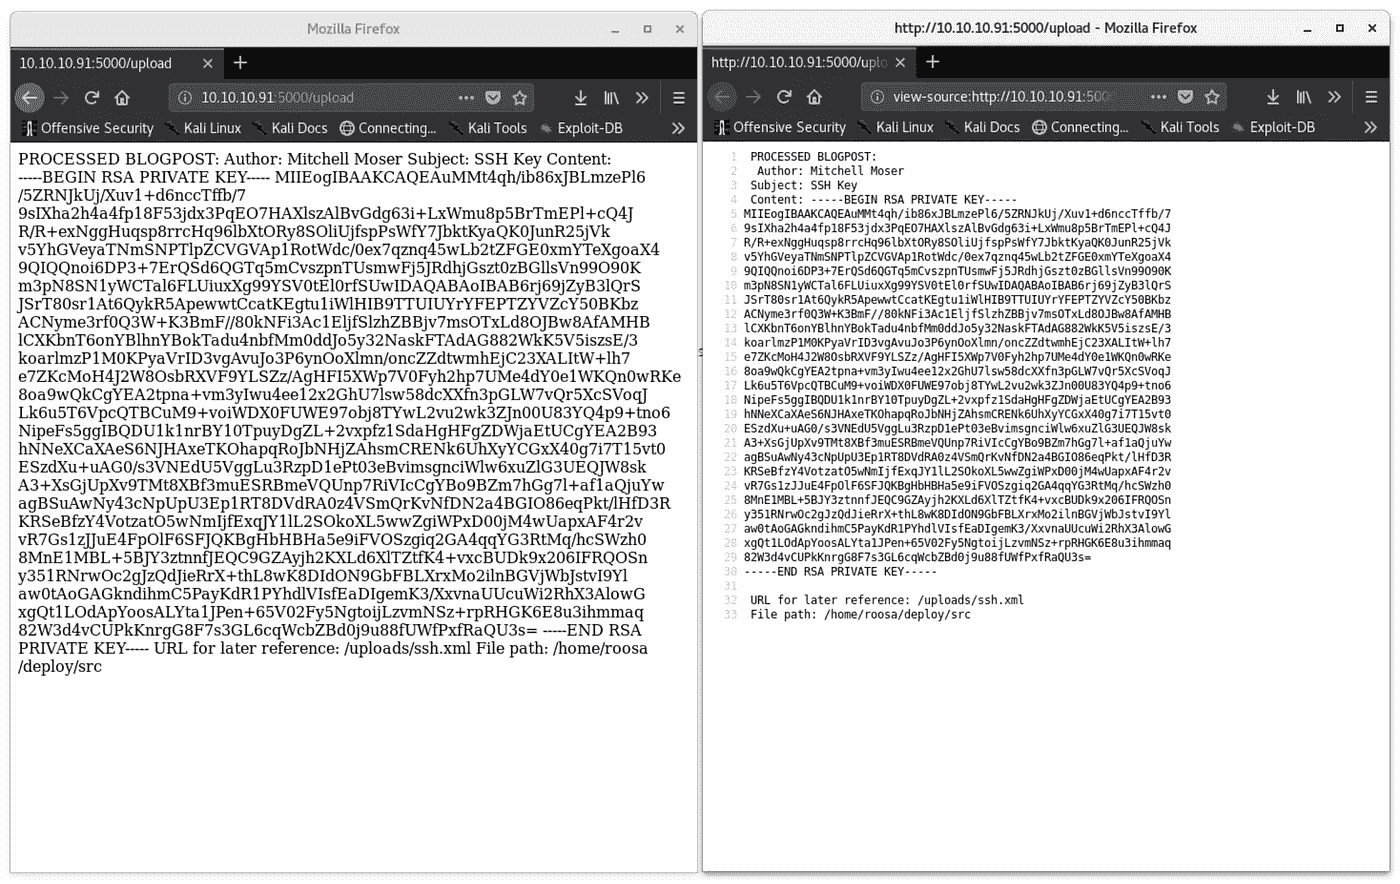 Mozilla Firefox
10.10.10.91:5000/upload
10.10.10.91:5000/upload
Offensive Security Kali Linux Kali Docs Connecting... Kali Tools Exploit-DB
PROCESSED BLOGPOST: Author: Mitchell Moser Subject: SSH Key Content:
-----BEGIN RSA PRIVATE KEY----- MIIEogIBAAKCAQEAuMMt4qh/ib86xJBLmzePl6
/5ZRNJkUj/Xuv1+d6nccTffb/7
9sIXha2h4a4fp18F53jdx3PqEO7HAXlszAlBvGdg63i+LxWmu8p5BrTmEPl+cQ4J
R/R+exNggHuqsp8rrcHq96lbXtORy8SOliUjfspPsWfY7JbktKyaQK0JunR25jVk
v5YhGVeyaTNmSNPTlpZCVGVAp1RotWdc/0ex7qznq45wLb2tZFGE0xmYTeXgoaX4
9QIQQnoi6DP3+7ErQSd6QGTq5mCvszpnTUsmwFj5JRdhjGszt0zBGllsVn99O90K
m3pN8SN1yWCTal6FLUiuxXg99YSV0tEl0rfSUwIDAQABAoIBAB6rj69jZyB3lQrS
JSrT80sr1At6QykR5ApewwtCcatKEgtu1iWlHIB9TTUIUYrYFEPTZYVZcY50BKbz
ACNyme3rf0Q3W+K3BmF//80kNFi3Ac1EljfSlzhZBBjv7msOTxLd8OJBw8AfAMHB
lCXKbnT6onYBlhnYBokTadu4nbfMm0ddJo5y32NaskFTAdAG882WkK5V5iszsE/3
koarlmzP1M0KPyaVrID3vgAvuJo3P6ynOoXlmn/oncZZdtwmhEjC23XALItW+lh7
e7ZKcMoH4J2W8OsbRXVF9YLSZz/AgHFI5XWp7V0Fyh2hp7UMe4dY0e1WKQn0wRKe
8oa9wQkCgYEA2tpna+vm3yIwu4ee12x2GhU7lsw58dcXXfn3pGLW7vQr5XcSVoqJ
Lk6u5T6VpcQTBCuM9+voiWDX0FUWE97obj8TYwL2vu2wk3ZJn00U83YQ4p9+tno6
NipeFs5ggIBQDU1k1nrBY10TpuyDgZL+2vxpfz1SdaHgHFgZDWjaEtUCgYEA2B93
hNNeXCaXAeS6NJHAxeTKOhapqRoJbNHjZAhsmCRENk6UhXyYCGxX40g7i7T15vt0
ESzdXu+uAG0/s3VNEdU5VggLu3RzpD1ePt03eBvimsgnciWlw6xuZlG3UEQJW8sk
A3+XsGjUpXv9TMt8XBf3muESRBmeVQUnp7RiVIcCgYBo9BZm7hGg7l+af1aQjuYw
agBSuAwNy43cNpUpU3Ep1RT8DVdRA0z4VSmQrKvNfDN2a4BGIO86eqPkt/lHfD3R
KRSeBfzY4VotzatO5wNmIjfExqJY1lL2SOkoXL5wwZgiWPxD00jM4wUapxAF4r2v
vR7Gs1zJJuE4FpOlF6SFJQKBgHbHBHa5e9iFVOSzgiq2GA4qqYG3RtMq/hcSWzh0
8MnE1MBL+5BJY3ztnnfJEQC9GZAyjh2KXLd6XlTZtfK4+vxcBUDk9x206IFRQOSn
y351RNrwOc2gJzQdJieRrX+thL8wK8DIdON9GbFBLXrxMo2ilnBGVjWbJstvI9Yl
aw0tAoGAGkndihmC5PayKdR1PYhdlVIsfEaDIgemK3/XxvnaUUcuWi2RhX3AlowG
xgQt1LOdApYoosALYta1JPen+65V02Fy5NgtoijLzvmNSz+rpRHGK6E8u3ihmmaq
82W3d4vCUPkKnrgG8F7s3GL6cqWcbZBd0j9u88fUWfPxfRaQU3s= -----END RSA
PRIVATE KEY----- URL for later reference: /uploads/ssh.xml File path: /home/roosa
/deploy/src
http://10.10.10.91:5000/upload - Mozilla Firefox
http://10.10.10.91:5000/uplo
view-source:http://10.10.10.91:500
Offensive Security Kali Linux Kali Docs Connecting... Kali Tools Exploit-DB
1 PROCESSED BLOGPOST:
2 Author: Mitchell Moser
3 Subject: SSH Key
4 Content: -----BEGIN RSA PRIVATE KEY-----
5 MIIEogIBAAKCAQEAuMMt4qh/ib86xJBLmzePl6/5ZRNJkUj/Xuv1+d6nccTffb/7
6 9sIXha2h4a4fp18F53jdx3PqEO7HAXlszAlBvGdg63i+LxWmu8p5BrTmEPl+cQ4J
7 R/R+exNggHuqsp8rrcHq96lbXtORy8SOliUjfspPsWfY7JbktKyaQK0JunR25jVk
8 v5YhGVeyaTNmSNPTlpZCVGVAp1RotWdc/0ex7qznq45wLb2tZFGE0xmYTeXgoaX4
9 9QIQQnoi6DP3+7ErQSd6QGTq5mCvszpnTUsmwFj5JRdhjGszt0zBGllsVn99O90K
10 m3pN8SN1yWCTal6FLUiuxXg99YSV0tEl0rfSUwIDAQABAoIBAB6rj69jZyB3lQrS
11 JSrT80sr1At6QykR5ApewwtCcatKEgtu1iWlHIB9TTUIUYrYFEPTZYVZcY50BKbz
12 ACNyme3rf0Q3W+K3BmF//80kNFi3Ac1EljfSlzhZBBjv7msOTxLd8OJBw8AfAMHB
13 lCXKbnT6onYBlhnYBokTadu4nbfMm0ddJo5y32NaskFTAdAG882WkK5V5iszsE/3
14 koarlmzP1M0KPyaVrID3vgAvuJo3P6ynOoXlmn/oncZZdtwmhEjC23XALItW+lh7
15 e7ZKcMoH4J2W8OsbRXVF9YLSZz/AgHFI5XWp7V0Fyh2hp7UMe4dY0e1WKQn0wRKe
16 8oa9wQkCgYEA2tpna+vm3yIwu4ee12x2GhU7lsw58dcXXfn3pGLW7vQr5XcSVoqJ
17 Lk6u5T6VpcQTBCuM9+voiWDX0FUWE97obj8TYwL2vu2wk3ZJn00U83YQ4p9+tno6
18 NipeFs5ggIBQDU1k1nrBY10TpuyDgZL+2vxpfz1SdaHgHFgZDWjaEtUCgYEA2B93
19 hNNeXCaXAeS6NJHAxeTKOhapqRoJbNHjZAhsmCRENk6UhXyYCGxX40g7i7T15vt0
20 ESzdXu+uAG0/s3VNEdU5VggLu3RzpD1ePt03eBvimsgnciWlw6xuZlG3UEQJW8sk
21 A3+XsGjUpXv9TMt8XBf3muESRBmeVQUnp7RiVIcCgYBo9BZm7hGg7l+af1aQjuYw
22 agBSuAwNy43cNpUpU3Ep1RT8DVdRA0z4VSmQrKvNfDN2a4BGIO86eqPkt/lHfD3R
23 KRSeBfzY4VotzatO5wNmIjfExqJY1lL2SOkoXL5wwZgiWPxD00jM4wUapxAF4r2v
24 vR7Gs1zJJuE4FpOlF6SFJQKBgHbHBHa5e9iFVOSzgiq2GA4qqYG3RtMq/hcSWzh0
25 8MnE1MBL+5BJY3ztnnfJEQC9GZAyjh2KXLd6XlTZtfK4+vxcBUDk9x206IFRQOSn
26 y351RNrwOc2gJzQdJieRrX+thL8wK8DIdON9GbFBLXrxMo2ilnBGVjWbJstvI9Yl
27 aw0tAoGAGkndihmC5PayKdR1PYhdlVIsfEaDIgemK3/XxvnaUUcuWi2RhX3AlowG
28 xgQt1LOdApYoosALYta1JPen+65V02Fy5NgtoijLzvmNSz+rpRHGK6E8u3ihmmaq
29 82W3d4vCUPkKnrgG8F7s3GL6cqWcbZBd0j9u88fUWfPxfRaQU3s=
30 -----END RSA PRIVATE KEY-----
31
32 URL for later reference: /uploads/ssh.xml
33 File path: /home/roosa/deploy/src